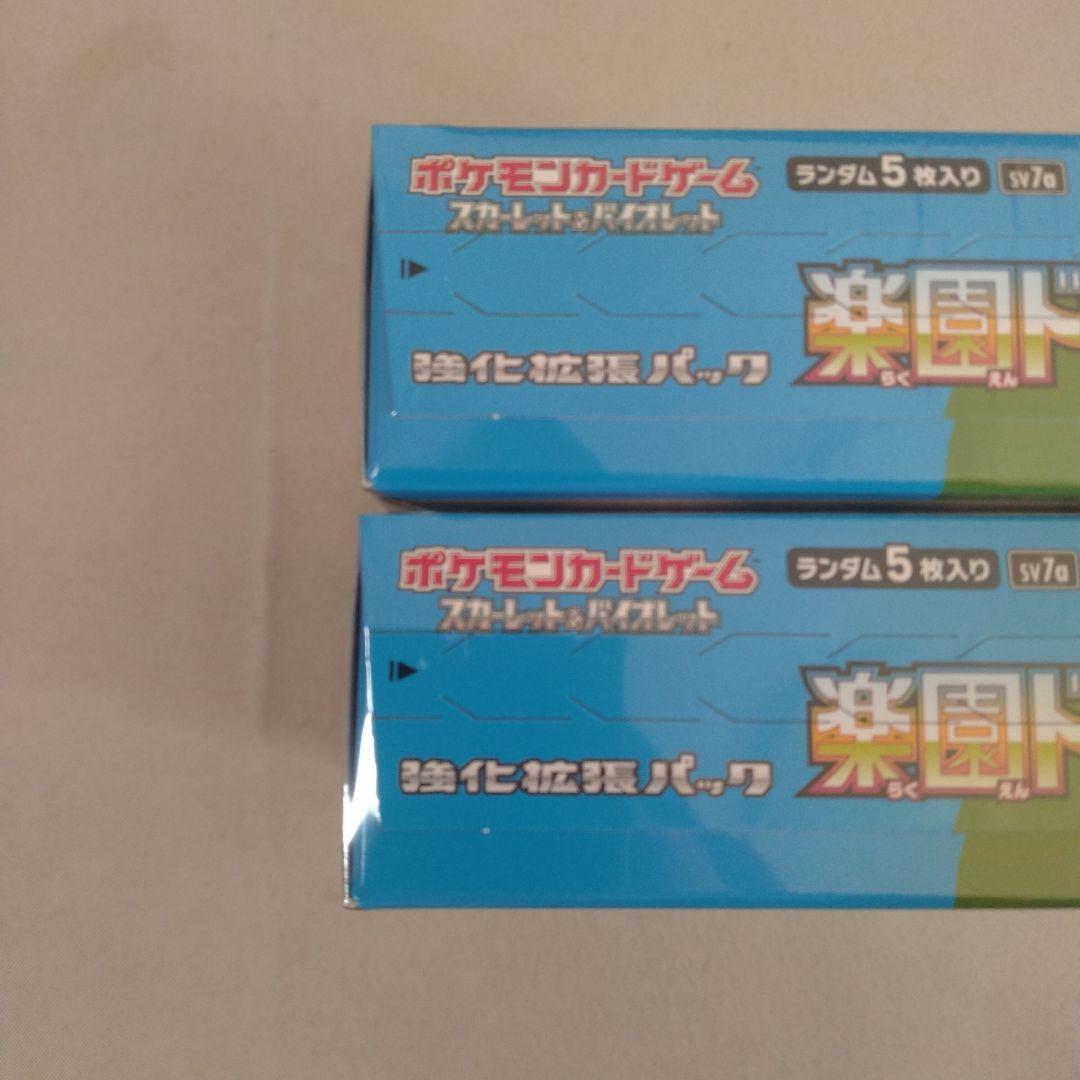 ポケモンカードゲーム
ランダム5枚入り
SV7a
スカーレット&バイオレット
楽園ド
らく えん
強化拡張パック
ポケモンカードゲーム
ランダム5枚入り
SV7a
スカーレット&バイオレット
楽園ド
らく えん
強化拡張パック